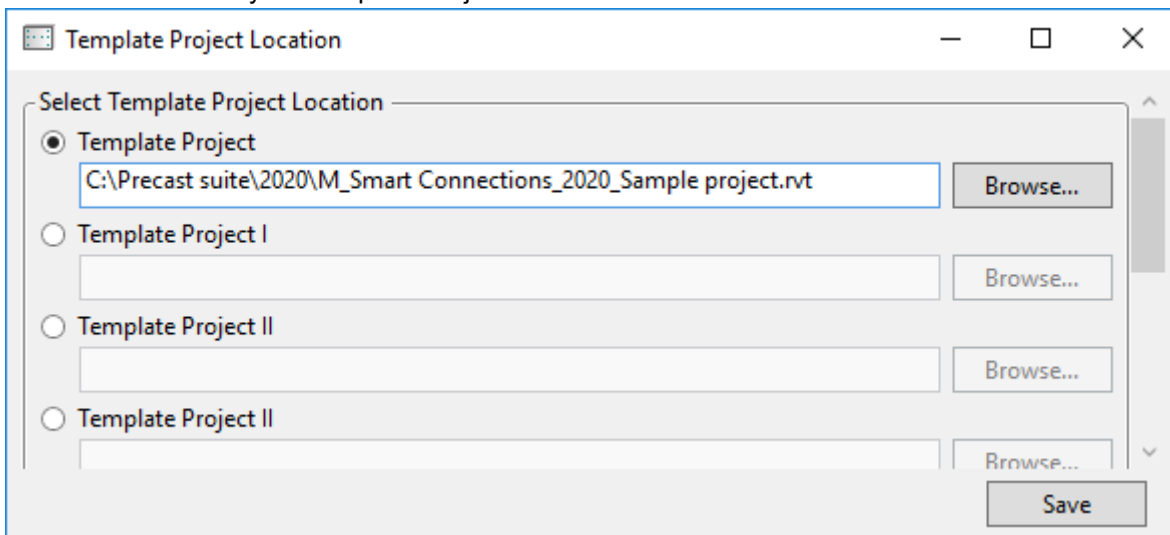 Template Project Location
Select Template Project Location
Template Project
C:\Precast suite\2020\M_Smart Connections_2020_Sample project.rvt
Browse...
Template Project I
Browse...
Template Project II
Browse...
Template Project II
Browse...
Save